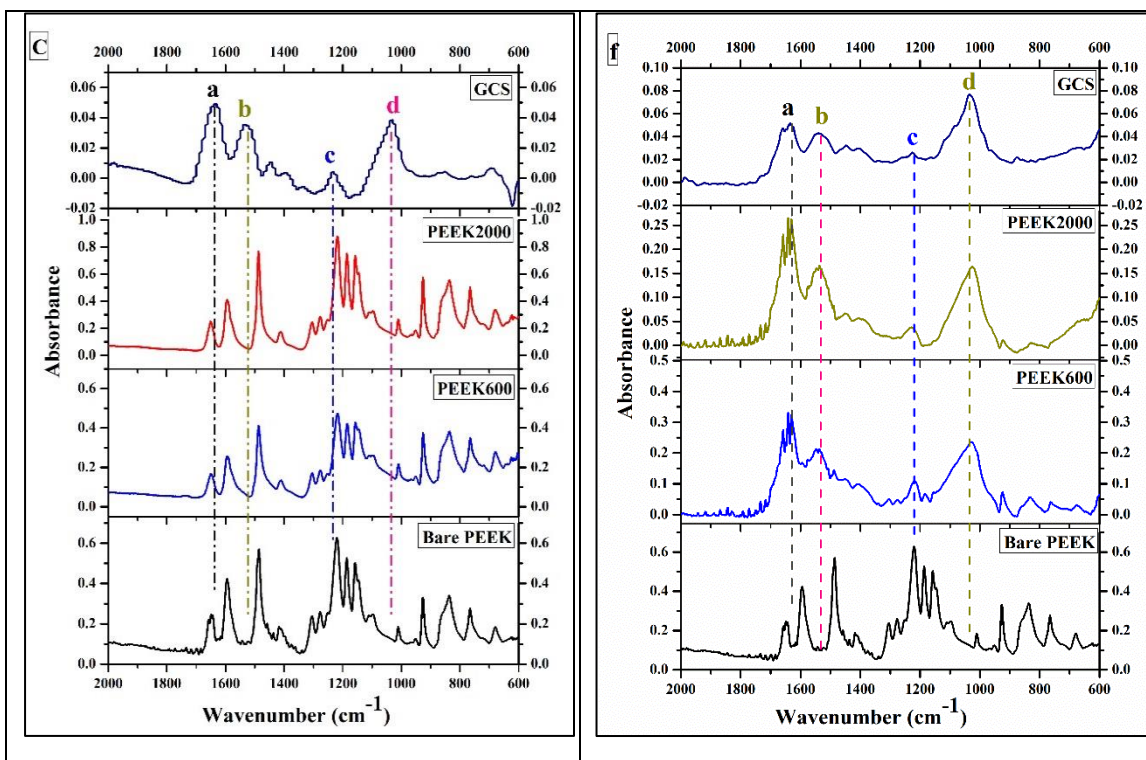 C
2000 1800 1600 1400 1200 1000 800 600
GCS
a
b
c
d
0.06 0.06
0.04 0.04
0.02 0.02
0.00 0.00
-0.02 -0.02
PEEK2000
1.0 1.0
0.8 0.8
0.6 0.6
0.4 0.4
0.2 0.2
0.0 0.0
PEEK600
0.6 0.6
0.4 0.4
0.2 0.2
0.0 0.0
Bare PEEK
0.6 0.6
0.4 0.4
0.2 0.2
0.0 0.0
2000 1800 1600 1400 1200 1000 800 600
Absorbance
Wavenumber (cm⁻¹)
f
2000 1800 1600 1400 1200 1000 800 600
GCS
a
b
c
d
0.10 0.10
0.08 0.08
0.06 0.06
0.04 0.04
0.02 0.02
0.00 0.00
-0.02 -0.02
PEEK2000
0.25 0.25
0.20 0.20
0.15 0.15
0.10 0.10
0.05 0.05
0.00 0.00
PEEK600
0.5 0.5
0.4 0.4
0.3 0.3
0.2 0.2
0.1 0.1
0.0 0.0
Bare PEEK
0.6 0.6
0.4 0.4
0.2 0.2
0.0 0.0
2000 1800 1600 1400 1200 1000 800 600
Absorbance
Wavenumber (cm⁻¹)